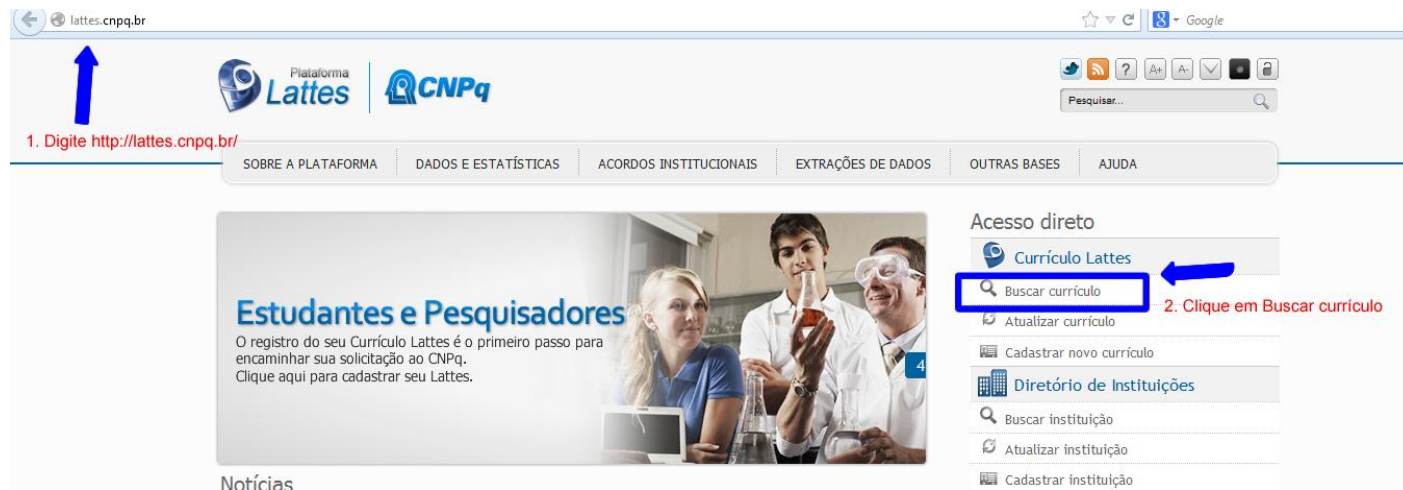 lattes.cnpq.br
8 Google
Plataforma
Lattes
CNPq
? A+ A-
Pesquisar...
1. Digite http://lattes.cnpq.br/
SOBRE A PLATAFORMA DADOS E ESTATÍSTICAS ACORDOS INSTITUCIONAIS EXTRAÇÕES DE DADOS OUTRAS BASES AJUDA
Acesso direto
Currículo Lattes
Buscar currículo
2. Clique em Buscar currículo
Atualizar currículo
Cadastrar novo currículo
Diretório de Instituições
Buscar instituição
Atualizar instituição
Cadastrar instituição
Estudantes e Pesquisadores
O registro do seu Currículo Lattes é o primeiro passo para
encaminhar sua solicitação ao CNPq.
Clique aqui para cadastrar seu Lattes.
4
Notícias